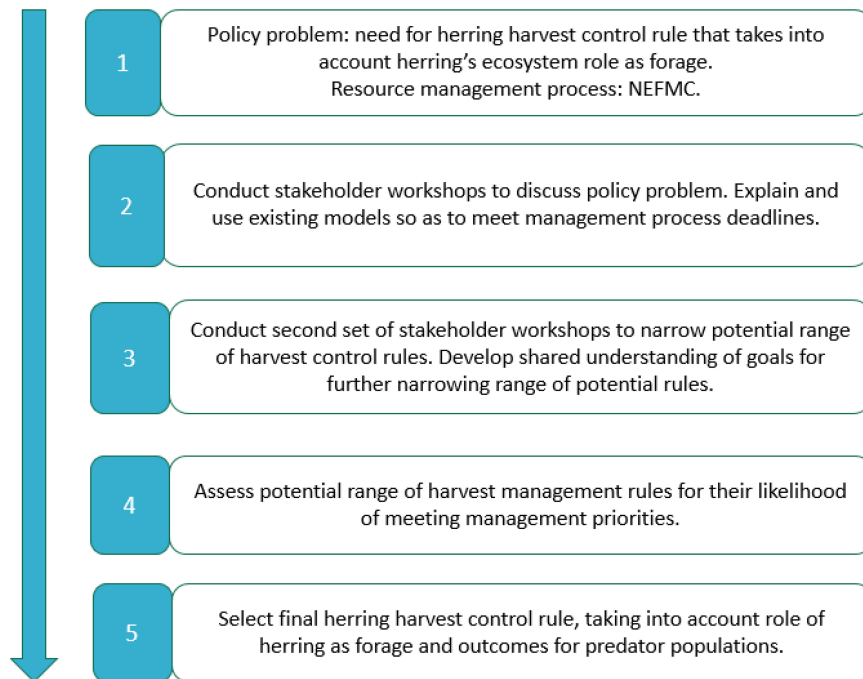 1
Policy problem: need for herring harvest control rule that takes into
account herring's ecosystem role as forage.
Resource management process: NEFMC.
2
Conduct stakeholder workshops to discuss policy problem. Explain and
use existing models so as to meet management process deadlines.
3
Conduct second set of stakeholder workshops to narrow potential range
of harvest control rules. Develop shared understanding of goals for
further narrowing range of potential rules.
4
Assess potential range of harvest management rules for their likelihood
of meeting management priorities.
5
Select final herring harvest control rule, taking into account role of
herring as forage and outcomes for predator populations.